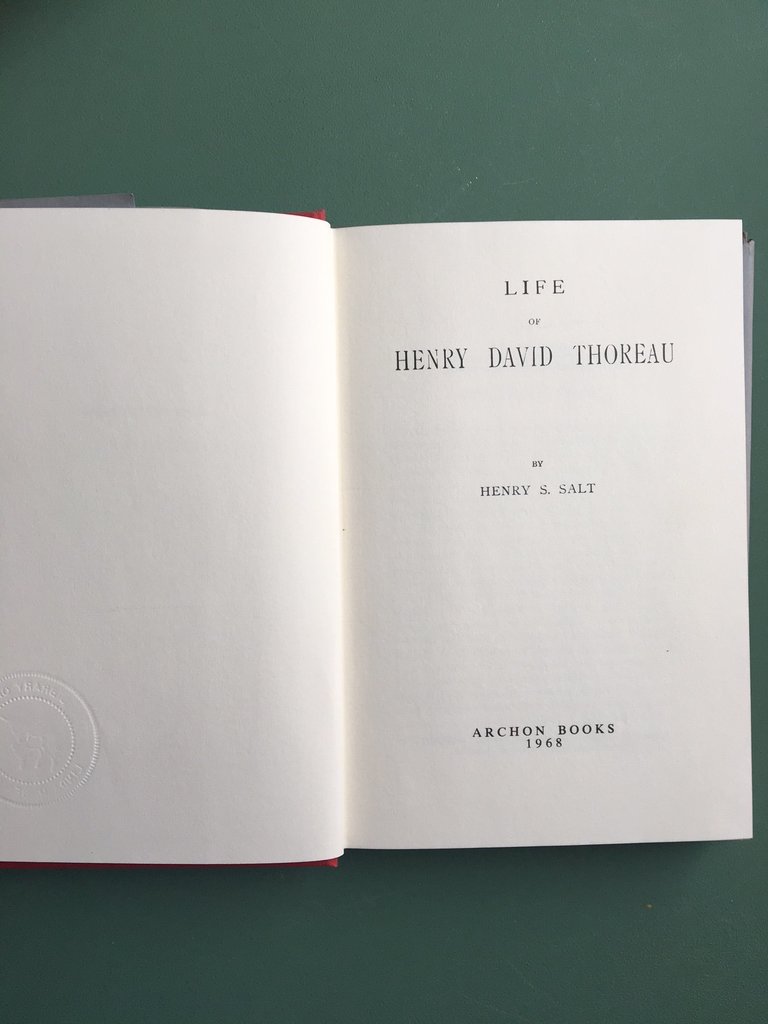 LIFE
OF
HENRY DAVID THOREAU
BY
HENRY S. SALT
ARCHON BOOKS
1968